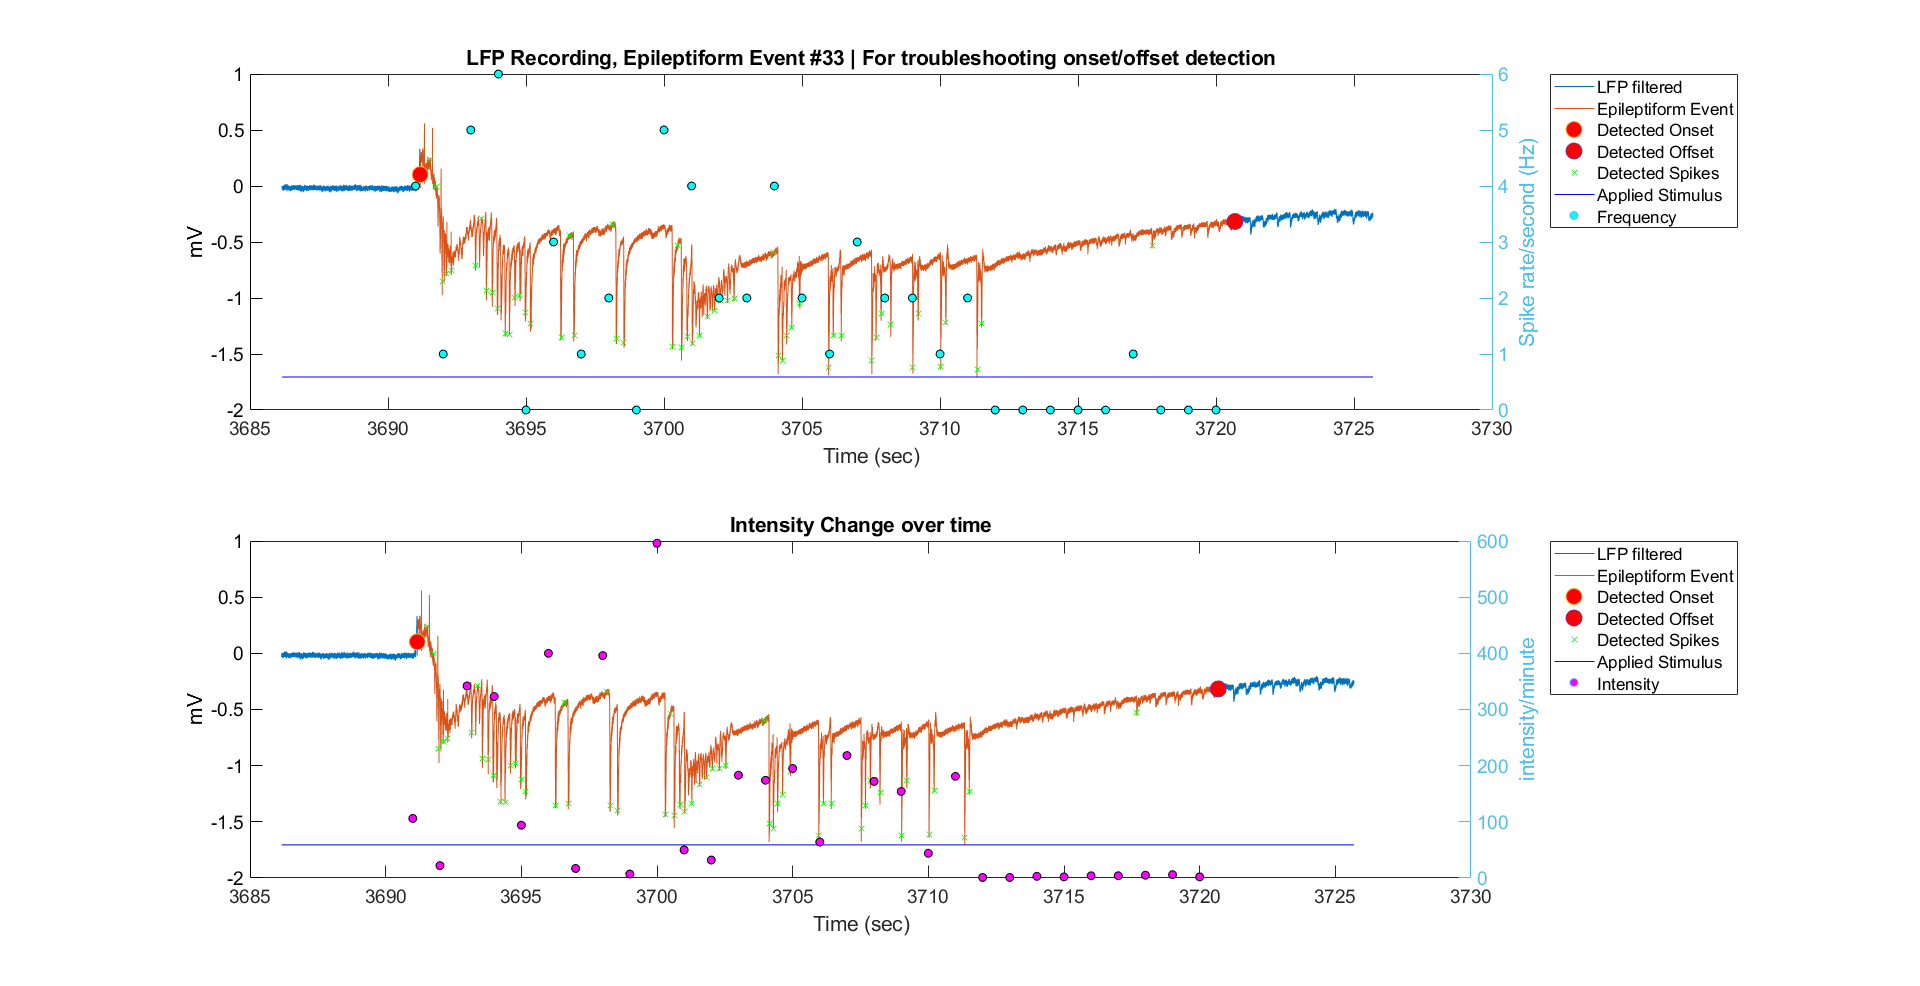 LFP Recording, Epileptiform Event #33 | For troubleshooting onset/offset detection
1
0.5
0
-0.5
-1
-1.5
-2
mV
3685 3690 3695 3700 3705 3710 3715 3720 3725 3730
Time (sec)
6
5
4
3
2
1
0
Spike rate/second (Hz)
LFP filtered
Epileptiform Event
Detected Onset
Detected Offset
Detected Spikes
Applied Stimulus
Frequency
Intensity Change over time
1
0.5
0
-0.5
-1
-1.5
-2
mV
3685 3690 3695 3700 3705 3710 3715 3720 3725 3730
Time (sec)
600
500
400
300
200
100
0
intensity/minute
LFP filtered
Epileptiform Event
Detected Onset
Detected Offset
Detected Spikes
Applied Stimulus
Intensity